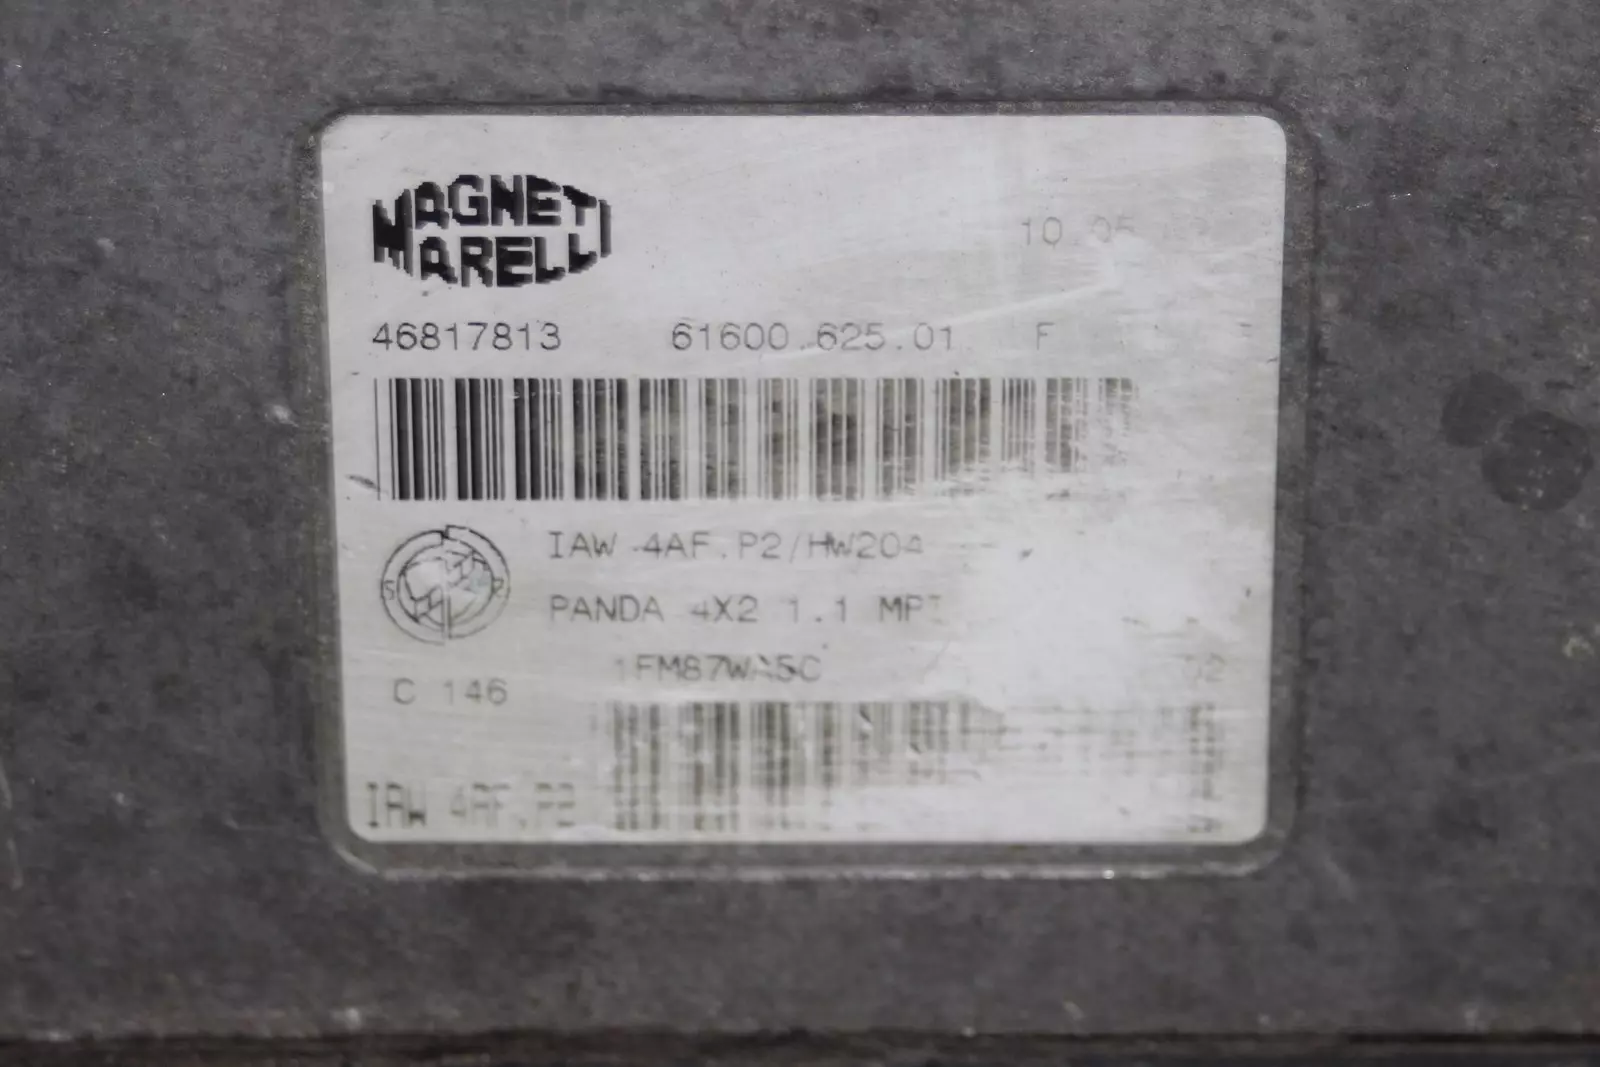 MAGNETI
MARELLI
10 05
46817813 61600.625.01 F
IAW 4AF.P2/HW204
PANDA 4X2 1.1 MPI
1FM87WA5C
C 146
IAW 4AF.P2